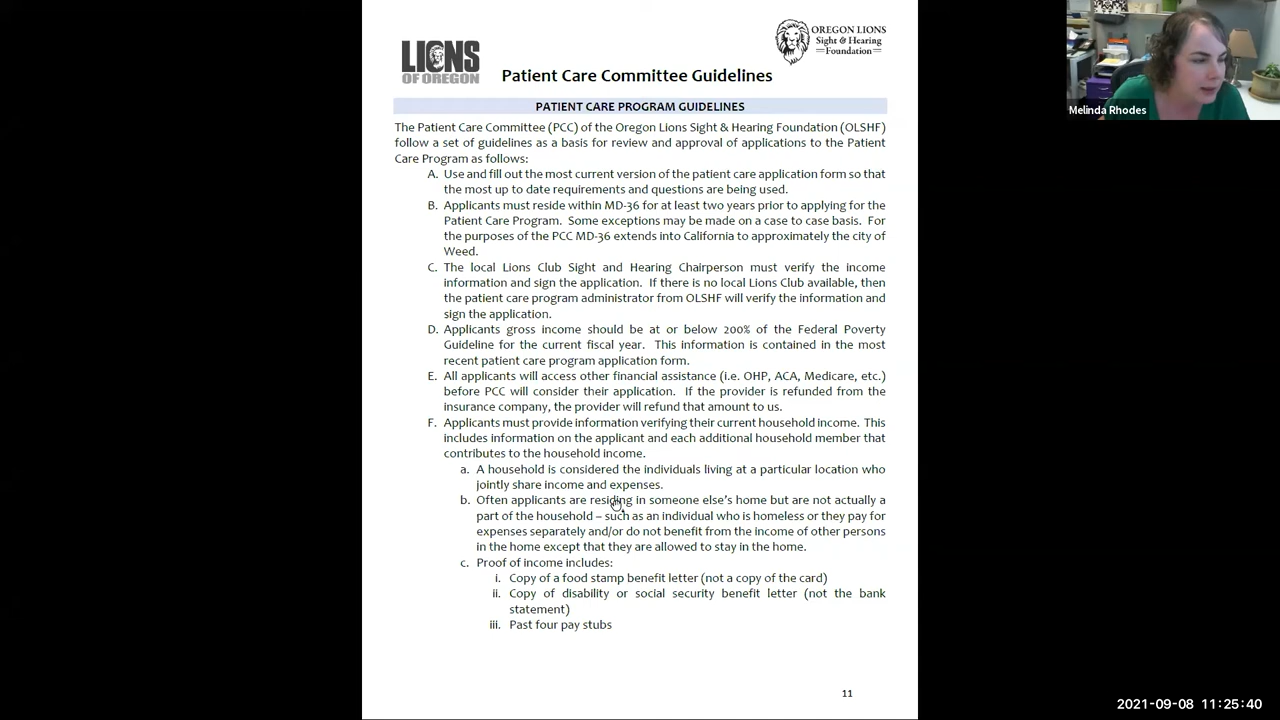 LIONS
OF OREGON
OREGON LIONS
Sight & Hearing
Foundation
Patient Care Committee Guidelines
Melinda Rhodes
PATIENT CARE PROGRAM GUIDELINES
The Patient Care Committee (PCC) of the Oregon Lions Sight & Hearing Foundation (OLSHF)
follow a set of guidelines as a basis for review and approval of applications to the Patient
Care Program as follows:
A. Use and fill out the most current version of the patient care application form so that
the most up to date requirements and questions are being used.
B. Applicants must reside within MD-36 for at least two years prior to applying for the
Patient Care Program. Some exceptions may be made on a case to case basis. For
the purposes of the PCC MD-36 extends into California to approximately the city of
Weed.
C. The local Lions Club Sight and Hearing Chairperson must verify the income
information and sign the application. If there is no local Lions Club available, then
the patient care program administrator from OLSHF will verify the information and
sign the application.
D. Applicants gross income should be at or below 200% of the Federal Poverty
Guideline for the current fiscal year. This information is contained in the most
recent patient care program application form.
E. All applicants will access other financial assistance (i.e. OHP, ACA, Medicare, etc.)
before PCC will consider their application. If the provider is refunded from the
insurance company, the provider will refund that amount to us.
F. Applicants must provide information verifying their current household income. This
includes information on the applicant and each additional household member that
contributes to the household income.
a. A household is considered the individuals living at a particular location who
jointly share income and expenses.
b. Often applicants are residing in someone else's home but are not actually a
part of the household – such as an individual who is homeless or they pay for
expenses separately and/or do not benefit from the income of other persons
in the home except that they are allowed to stay in the home.
c. Proof of income includes:
i. Copy of a food stamp benefit letter (not a copy of the card)
ii. Copy of disability or social security benefit letter (not the bank
statement)
iii. Past four pay stubs
11
2021-09-08 11:25:40